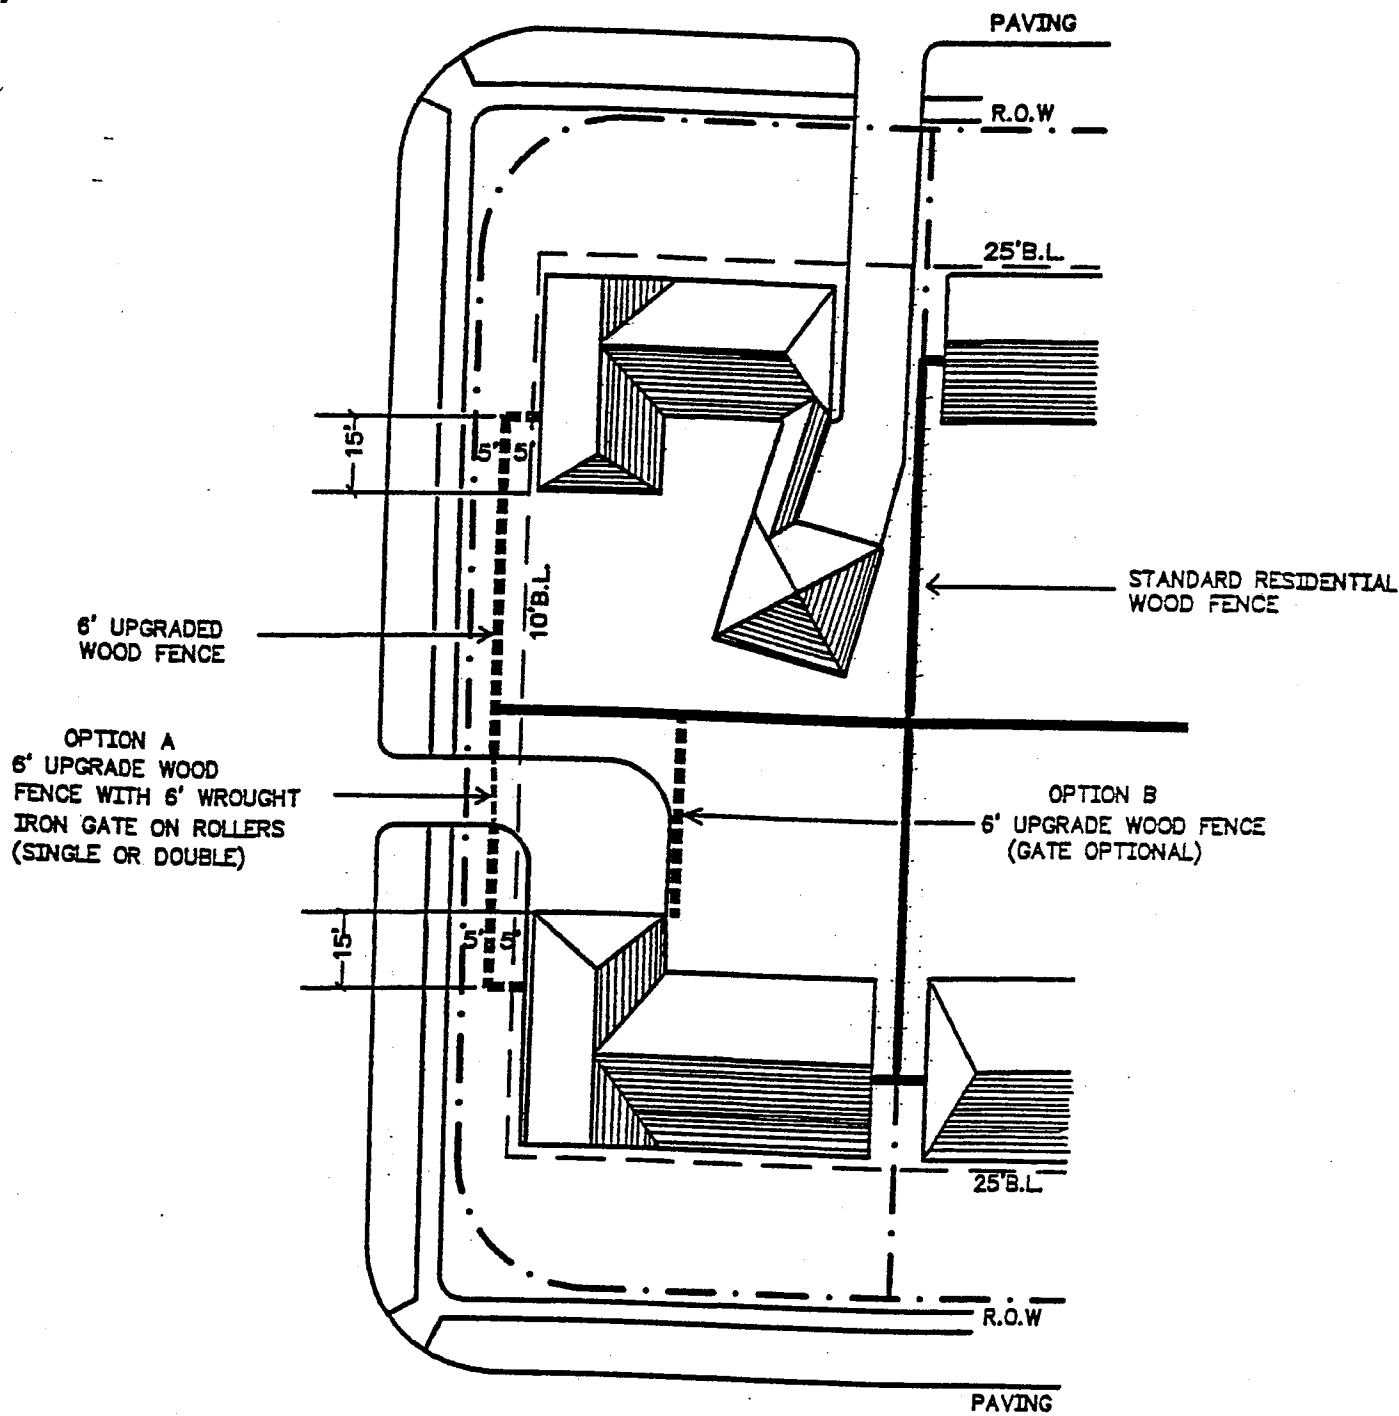 PAVING
R.O.W
25'B.L.
15'
5' 5'
10'B.L.
STANDARD RESIDENTIAL
WOOD FENCE
6' UPGRADED
WOOD FENCE
OPTION A
6' UPGRADE WOOD
FENCE WITH 6' WROUGHT
IRON GATE ON ROLLERS
(SINGLE OR DOUBLE)
OPTION B
6' UPGRADE WOOD FENCE
(GATE OPTIONAL)
15'
5' 5'
25'B.L.
R.O.W
PAVING